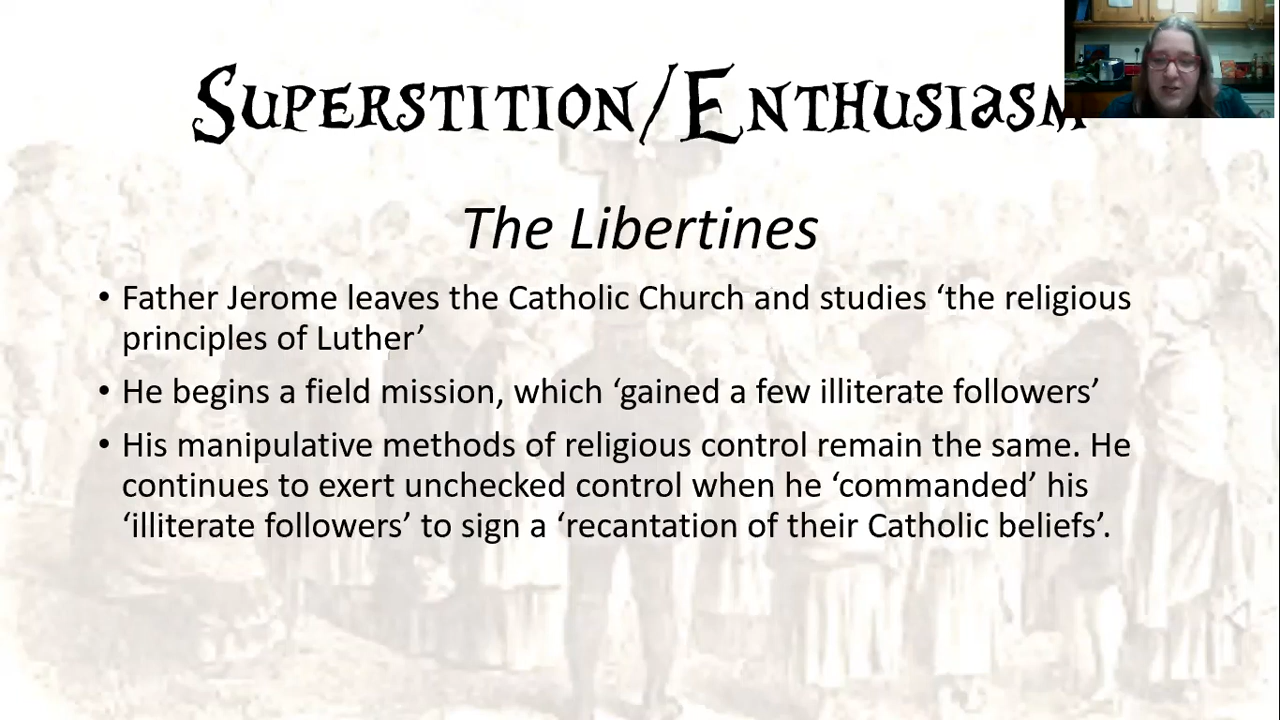 Superstition/Enthusiasm
The Libertines
• Father Jerome leaves the Catholic Church and studies ‘the religious
principles of Luther’
• He begins a field mission, which ‘gained a few illiterate followers’
• His manipulative methods of religious control remain the same. He
continues to exert unchecked control when he ‘commanded’ his
‘illiterate followers’ to sign a ‘recantation of their Catholic beliefs’.